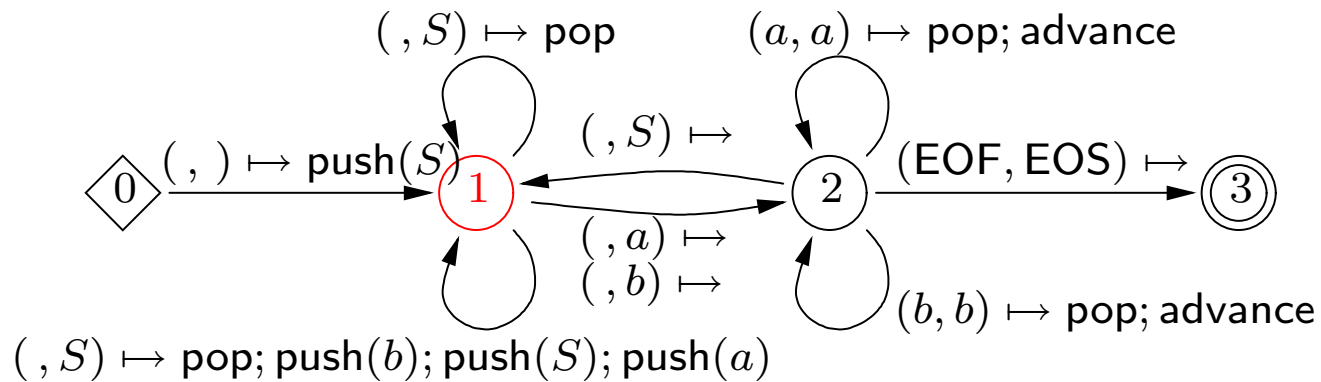 ( , S) ↦ pop
(a, a) ↦ pop; advance
( , S) ↦
( , ) ↦ push(S)
(EOF, EOS) ↦
0
1
2
3
( , a) ↦
( , b) ↦
(b, b) ↦ pop; advance
( , S) ↦ pop; push(b); push(S); push(a)